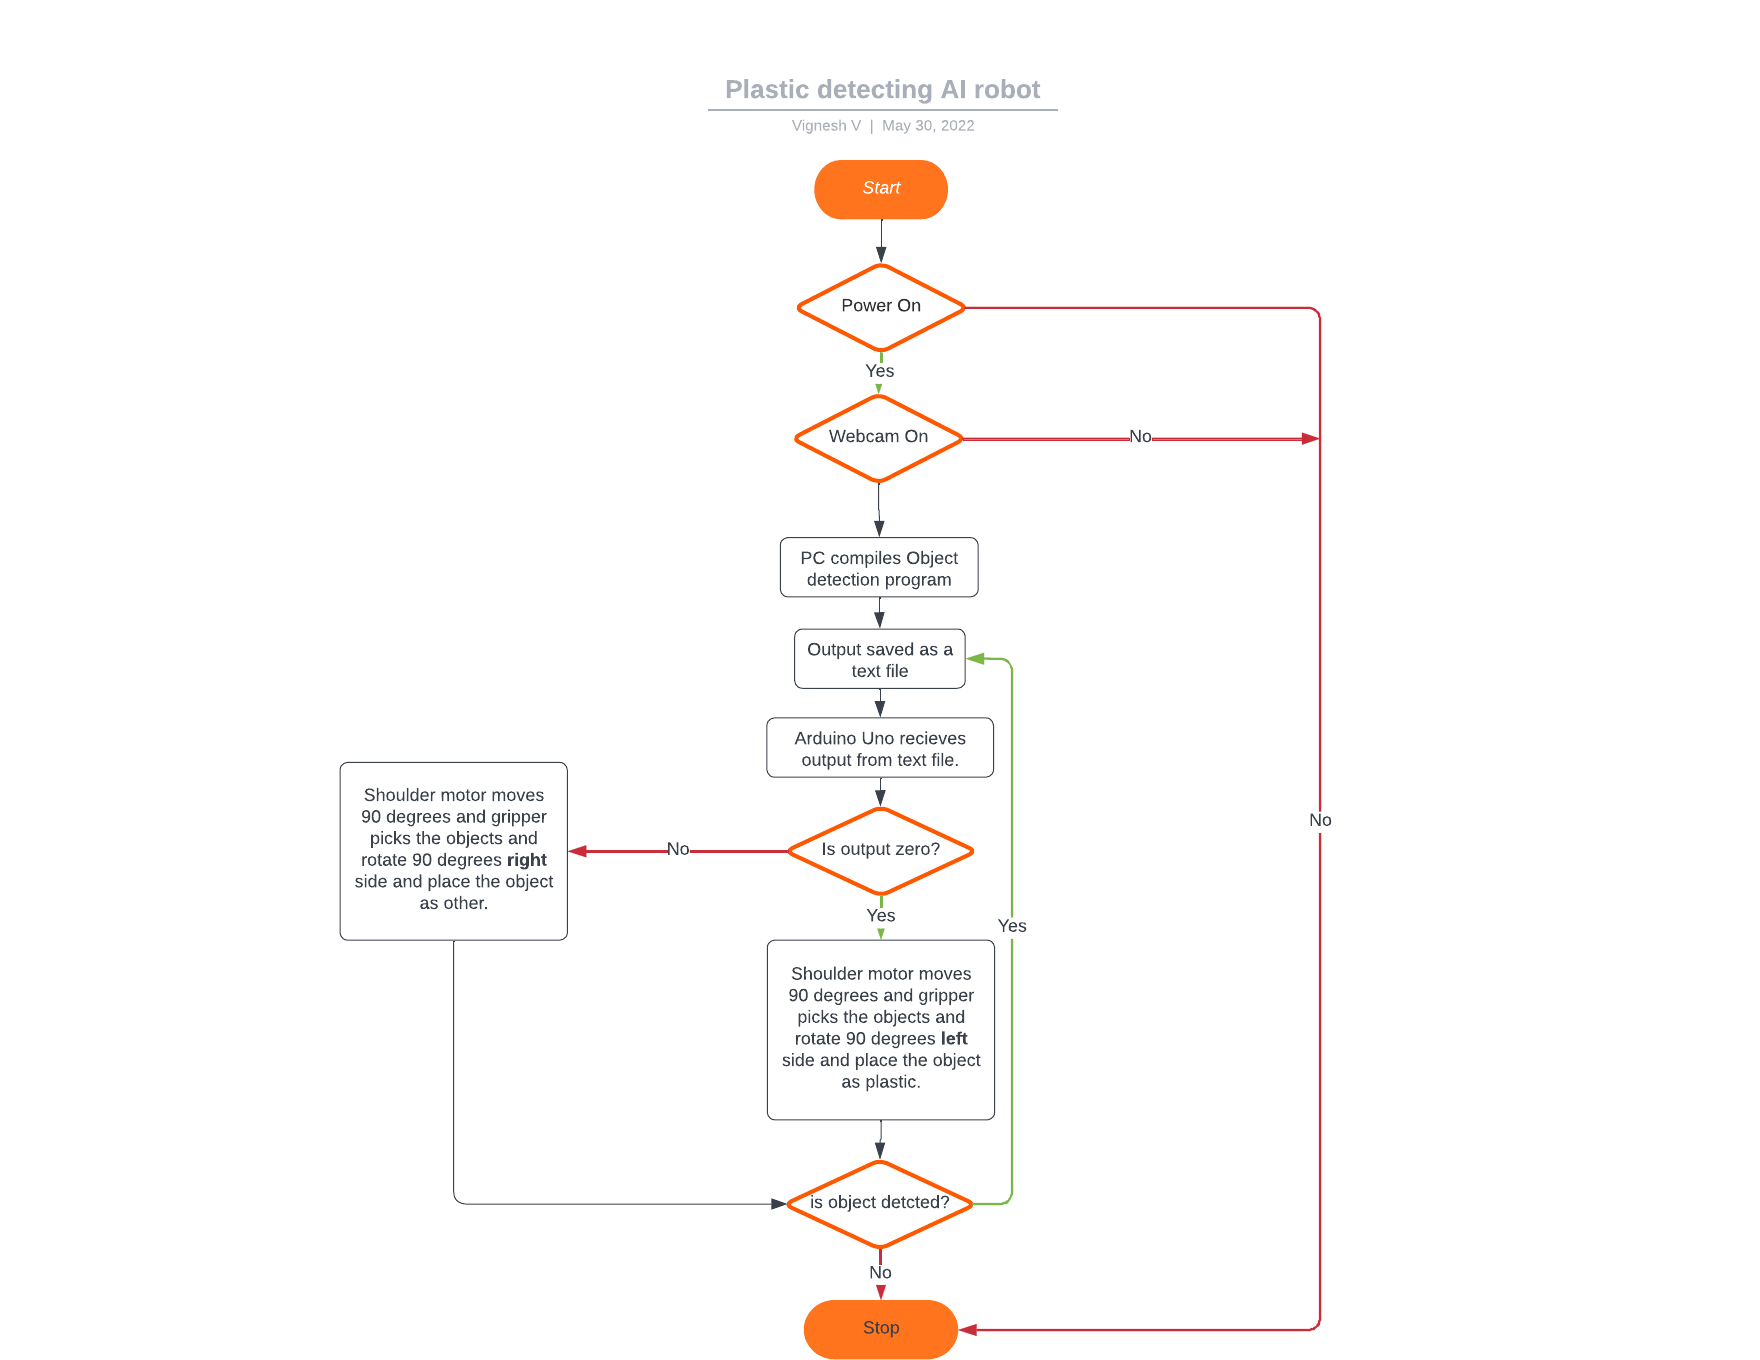 Plastic detecting AI robot
Vignesh V | May 30, 2022
Start
Power On
Yes
Webcam On
No
PC compiles Object
detection program
Output saved as a
text file
Arduino Uno recieves
output from text file.
Shoulder motor moves
90 degrees and gripper
picks the objects and
rotate 90 degrees right
side and place the object
as other.
No
Is output zero?
No
Yes
Yes
Shoulder motor moves
90 degrees and gripper
picks the objects and
rotate 90 degrees left
side and place the object
as plastic.
is object detcted?
No
Stop